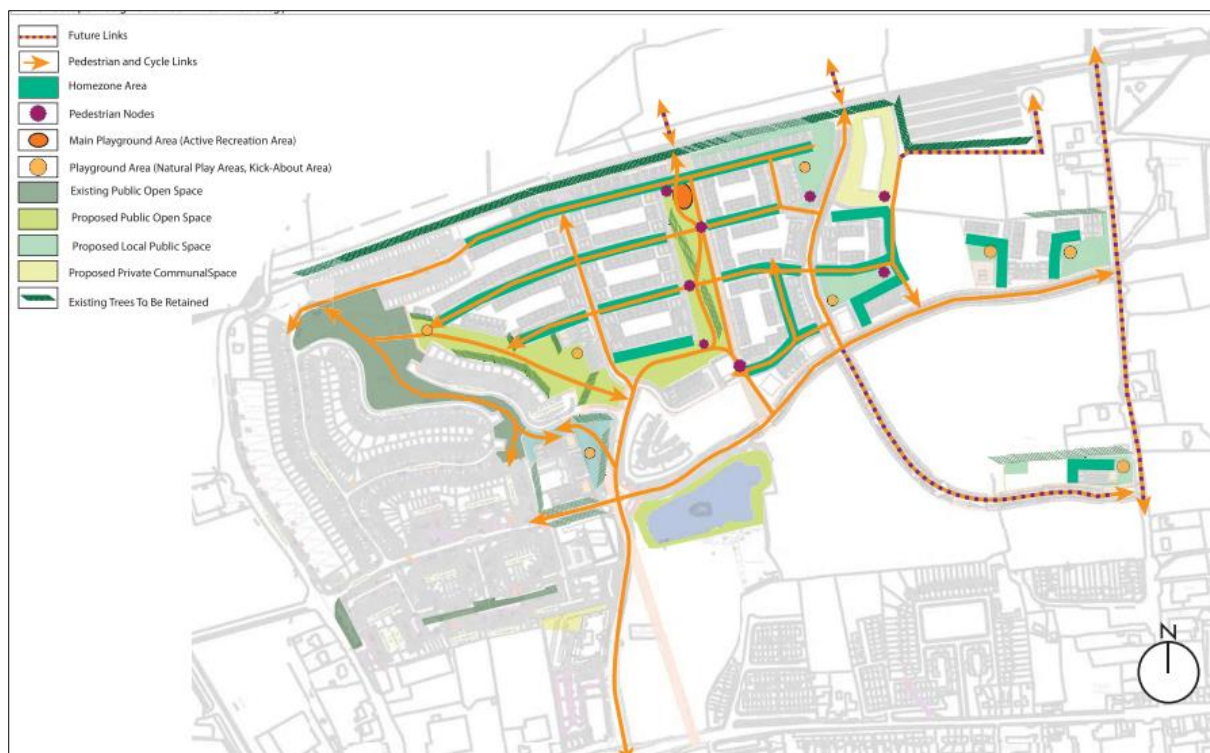 Future Links
Pedestrian and Cycle Links
Homezone Area
Pedestrian Nodes
Main Playground Area (Active Recreation Area)
Playground Area (Natural Play Areas, Kick-About Area)
Existing Public Open Space
Proposed Public Open Space
Proposed Local Public Space
Proposed Private CommunalSpace
Existing Trees To Be Retained
N